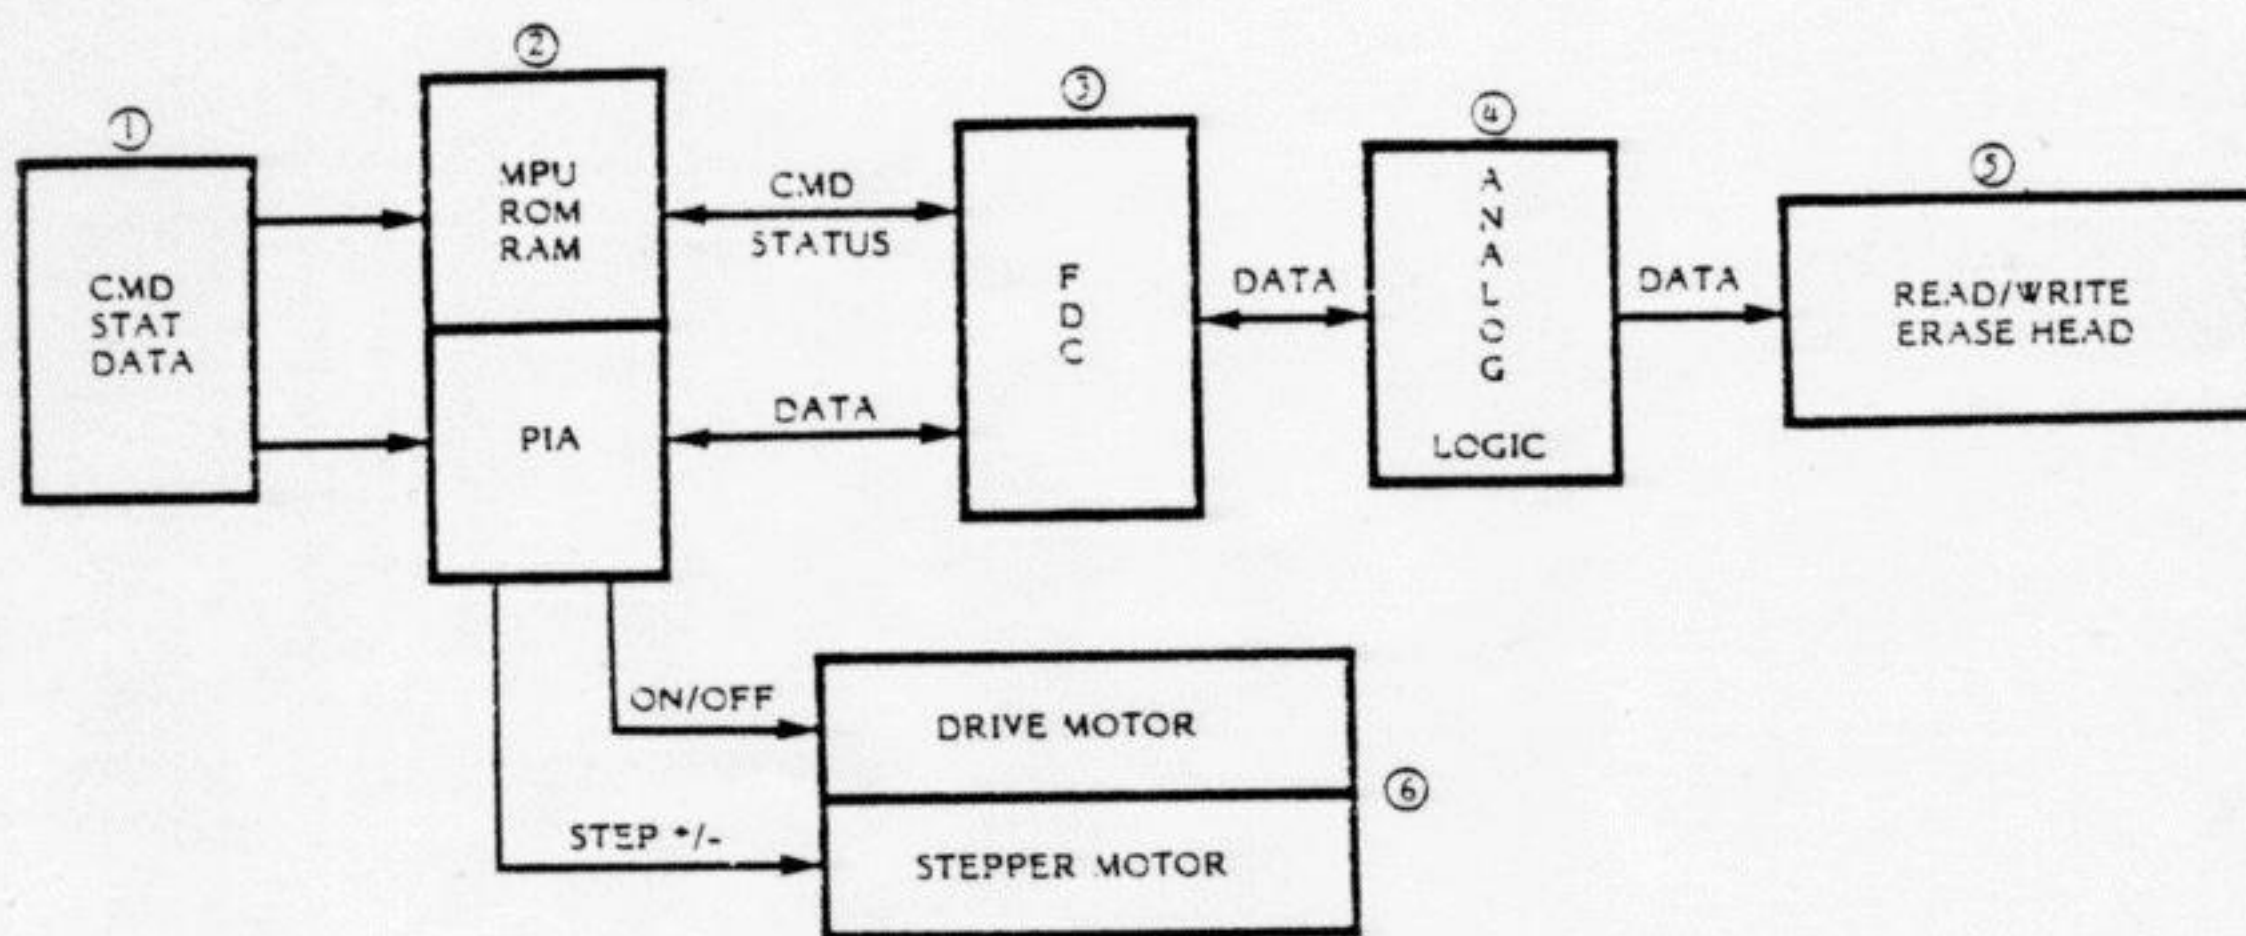 ①
CMD
STAT
DATA
②
MPU
ROM
RAM
PIA
CMD
STATUS
DATA
③
F
D
C
DATA
④
A
N
A
L
O
G
LOGIC
DATA
⑤
READ/WRITE
ERASE HEAD
ON/OFF
DRIVE MOTOR
STEP +/-
STEPPER MOTOR
⑥